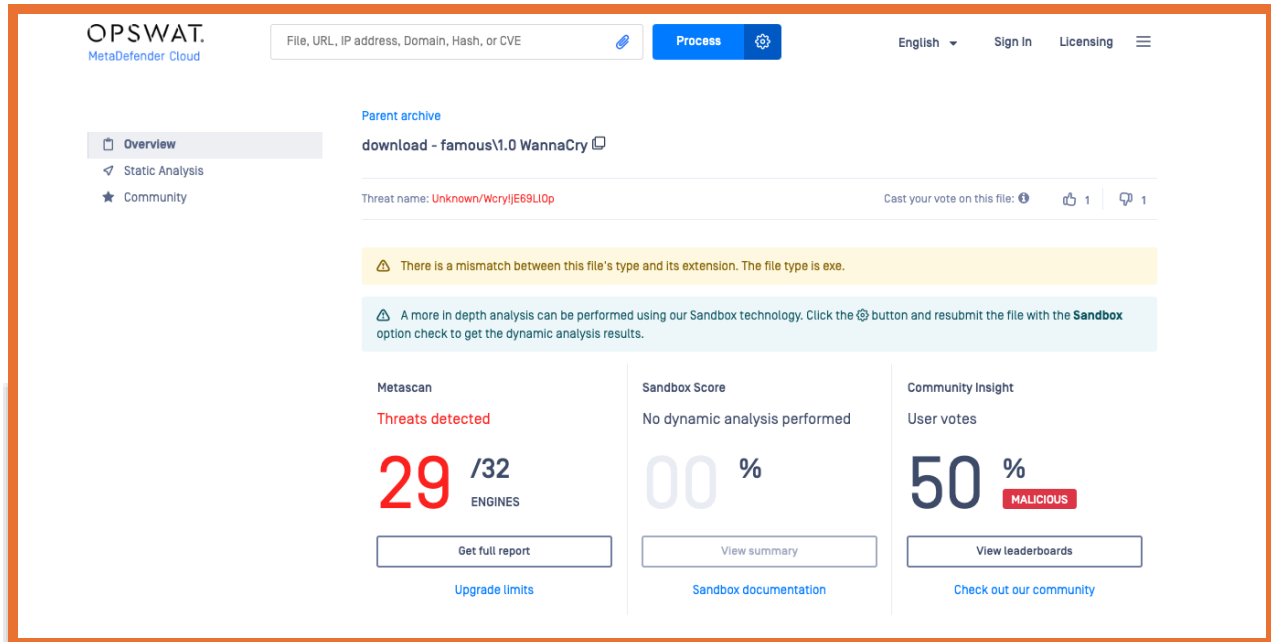 OPSWAT.
MetaDefender Cloud
File, URL, IP address, Domain, Hash, or CVE
Process
English
Sign In
Licensing
Overview
Static Analysis
Community
Parent archive
download - famous\1.0 WannaCry
Threat name: Unknown/Wcry!jE69LlOp
Cast your vote on this file:
1
1
There is a mismatch between this file's type and its extension. The file type is exe.
A more in depth analysis can be performed using our Sandbox technology. Click the button and resubmit the file with the Sandbox
option check to get the dynamic analysis results.
Metascan
Threats detected
29 /32
ENGINES
Get full report
Upgrade limits
Sandbox Score
No dynamic analysis performed
00 %
View summary
Sandbox documentation
Community Insight
User votes
50 %
MALICIOUS
View leaderboards
Check out our community